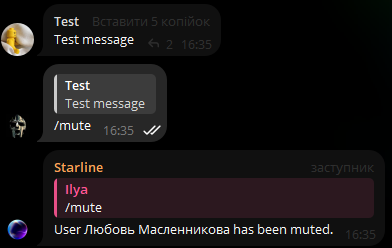 Test Вставити 5 копійок
Test message
2 16:35
Test
Test message
/mute
16:35
Starline заступник
Ilya
/mute
User Любовь Масленникова has been muted.
16:35